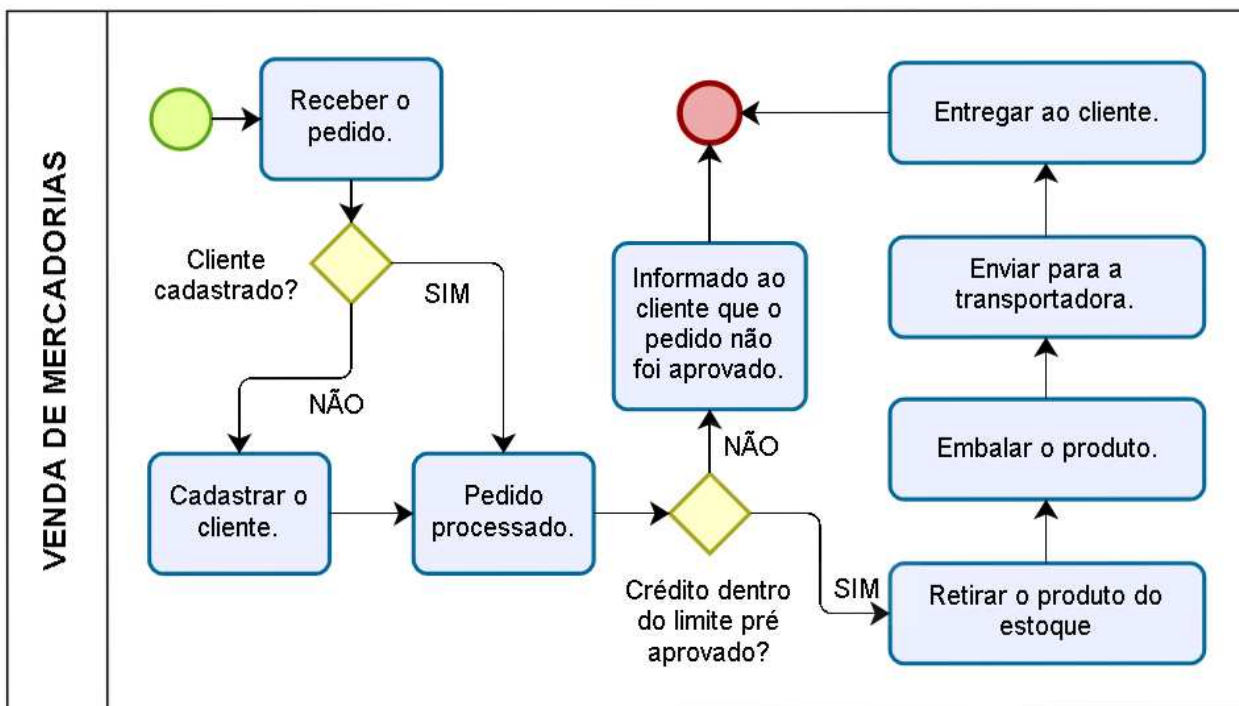 VENDA DE MERCADORIAS
Receber o
pedido.
Cliente
cadastrado?
SIM
NÃO
Cadastrar o
cliente.
Pedido
processado.
Crédito dentro
do limite pré
aprovado?
NÃO
Informado ao
cliente que o
pedido não
foi aprovado.
SIM
Retirar o produto do
estoque
Embalar o produto.
Enviar para a
transportadora.
Entregar ao cliente.